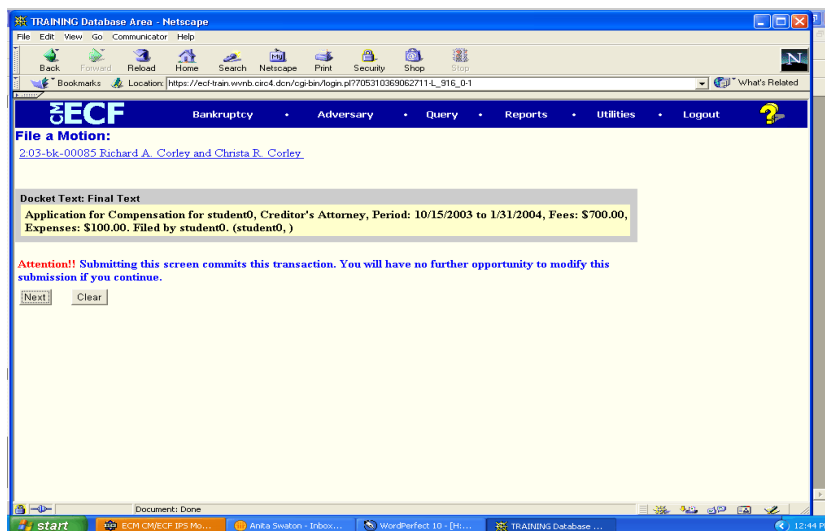 TRAINING Database Area - Netscape
File Edit View Go Communicator Help
Back Forward Reload Home Search Netscape Print Security Shop Stop
Bookmarks Location: https://ecf-train.wvnb.circ4.dcn/cgi-bin/login.pl?705310369062711-L_916_0-1 What's Related
CM ECF Bankruptcy • Adversary • Query • Reports • Utilities • Logout ?
File a Motion:
2:03-bk-00085 Richard A. Corley and Christa R. Corley
Docket Text: Final Text
Application for Compensation for student0, Creditor's Attorney, Period: 10/15/2003 to 1/31/2004, Fees: $700.00,
Expenses: $100.00. Filed by student0. (student0, )
Attention!! Submitting this screen commits this transaction. You will have no further opportunity to modify this
submission if you continue.
Next Clear
Document: Done
start ECM CM/ECF IPS Mo... Anita Swaton - Inbox... WordPerfect 10 - [H:... TRAINING Database ... 12:44 P